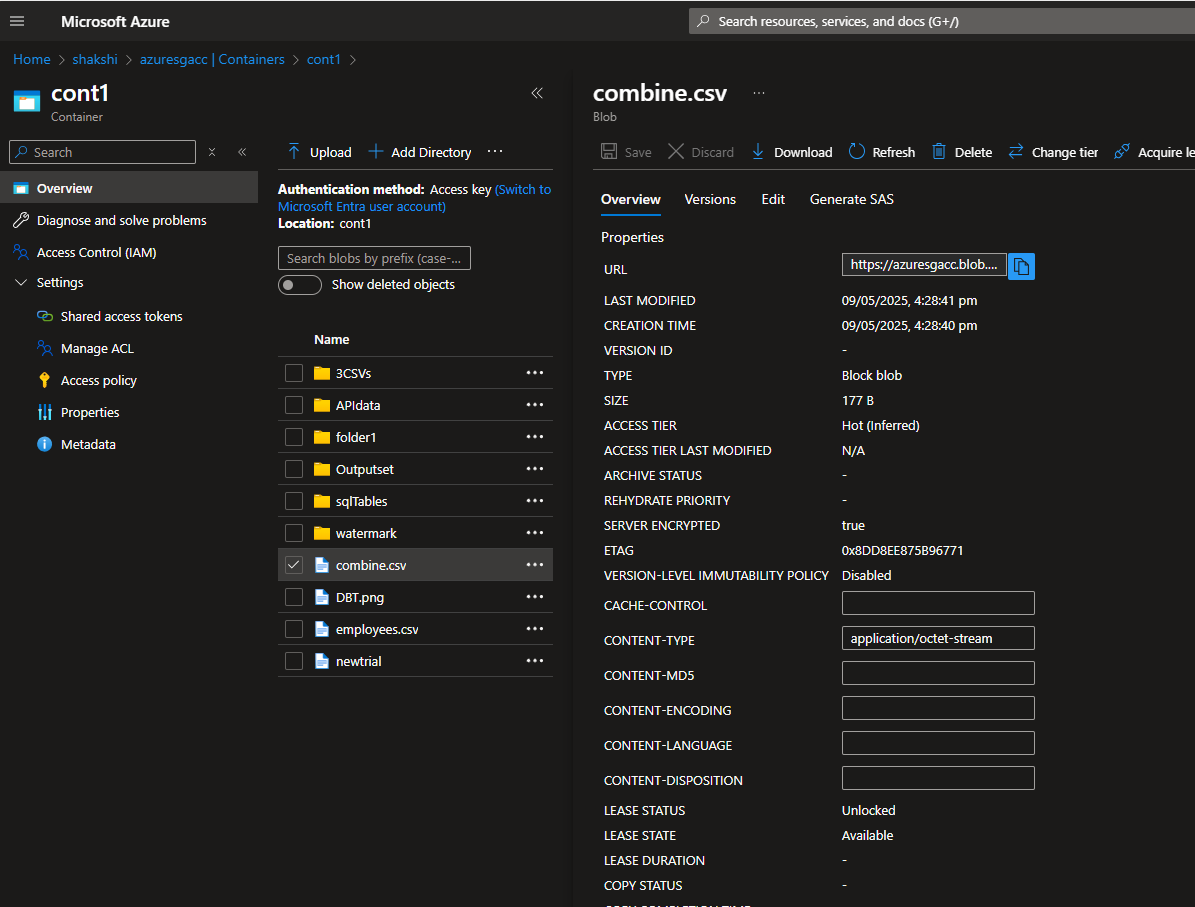 Microsoft Azure
Search resources, services, and docs (G+/)
Home > shakshi > azuresgacc | Containers > cont1 >
cont1
Container
Search
Overview
Diagnose and solve problems
Access Control (IAM)
Settings
Shared access tokens
Manage ACL
Access policy
Properties
Metadata
Upload Add Directory ...
Authentication method: Access key (Switch to
Microsoft Entra user account)
Location: cont1
Search blobs by prefix (case-...
Show deleted objects
Name
3CSVs
APIdata
folder1
Outputset
sqlTables
watermark
combine.csv
DBT.png
employees.csv
newtrial
combine.csv ...
Blob
Save Discard Download Refresh Delete Change tier Acquire le
Overview Versions Edit Generate SAS
Properties
URL https://azuresgacc.blob....
LAST MODIFIED 09/05/2025, 4:28:41 pm
CREATION TIME 09/05/2025, 4:28:40 pm
VERSION ID -
TYPE Block blob
SIZE 177 B
ACCESS TIER Hot (Inferred)
ACCESS TIER LAST MODIFIED N/A
ARCHIVE STATUS -
REHYDRATE PRIORITY -
SERVER ENCRYPTED true
ETAG 0x8DD8EE875B96771
VERSION-LEVEL IMMUTABILITY POLICY Disabled
CACHE-CONTROL
CONTENT-TYPE application/octet-stream
CONTENT-MD5
CONTENT-ENCODING
CONTENT-LANGUAGE
CONTENT-DISPOSITION
LEASE STATUS Unlocked
LEASE STATE Available
LEASE DURATION -
COPY STATUS -